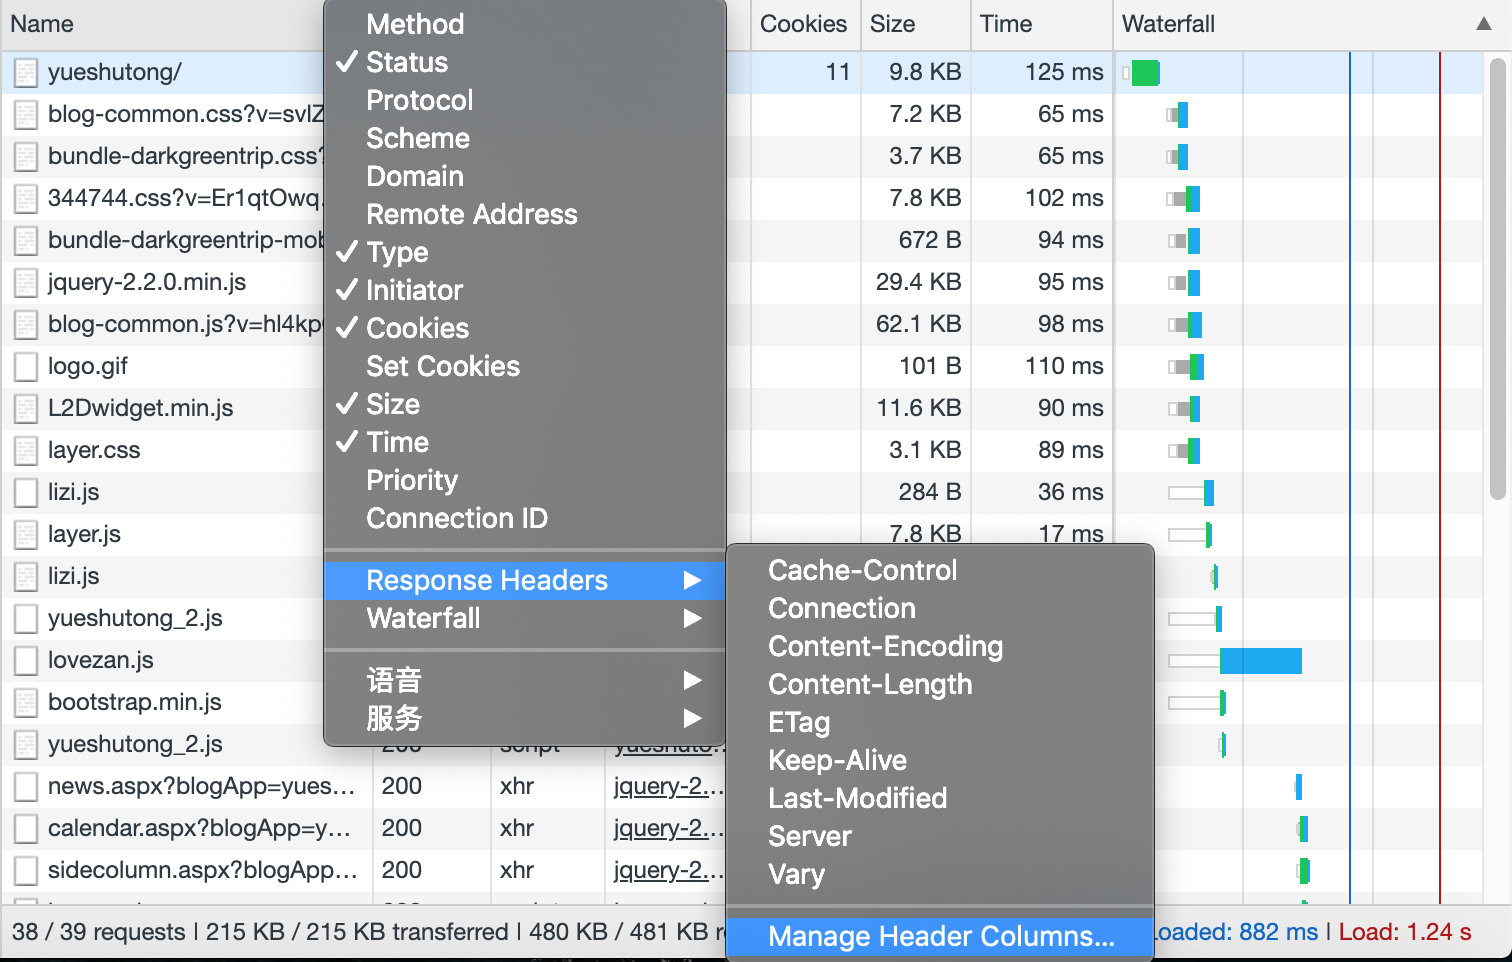 Name Cookies Size Time Waterfall
yueshutong/ 11 9.8 KB 125 ms
blog-common.css?v=svlZ 7.2 KB 65 ms
bundle-darkgreentrip.css? 3.7 KB 65 ms
344744.css?v=Er1qtOwq. 7.8 KB 102 ms
bundle-darkgreentrip-mob 672 B 94 ms
jquery-2.2.0.min.js 29.4 KB 95 ms
blog-common.js?v=hl4kp 62.1 KB 98 ms
logo.gif 101 B 110 ms
L2Dwidget.min.js 11.6 KB 90 ms
layer.css 3.1 KB 89 ms
lizi.js 284 B 36 ms
layer.js 7.8 KB 17 ms
lizi.js
yueshutong_2.js
lovezan.js
bootstrap.min.js
yueshutong_2.js 200 script yueshuto...
news.aspx?blogApp=yues... 200 xhr jquery-2...
calendar.aspx?blogApp=y... 200 xhr jquery-2...
sidecolumn.aspx?blogApp... 200 xhr jquery-2...
38 / 39 requests | 215 KB / 215 KB transferred | 480 KB / 481 KB Loaded: 882 ms | Load: 1.24 s
Method
✓ Status
Protocol
Scheme
Domain
Remote Address
✓ Type
✓ Initiator
✓ Cookies
Set Cookies
✓ Size
✓ Time
Priority
Connection ID
Response Headers
Waterfall
语音
服务
Cache-Control
Connection
Content-Encoding
Content-Length
ETag
Keep-Alive
Last-Modified
Server
Vary
Manage Header Columns...